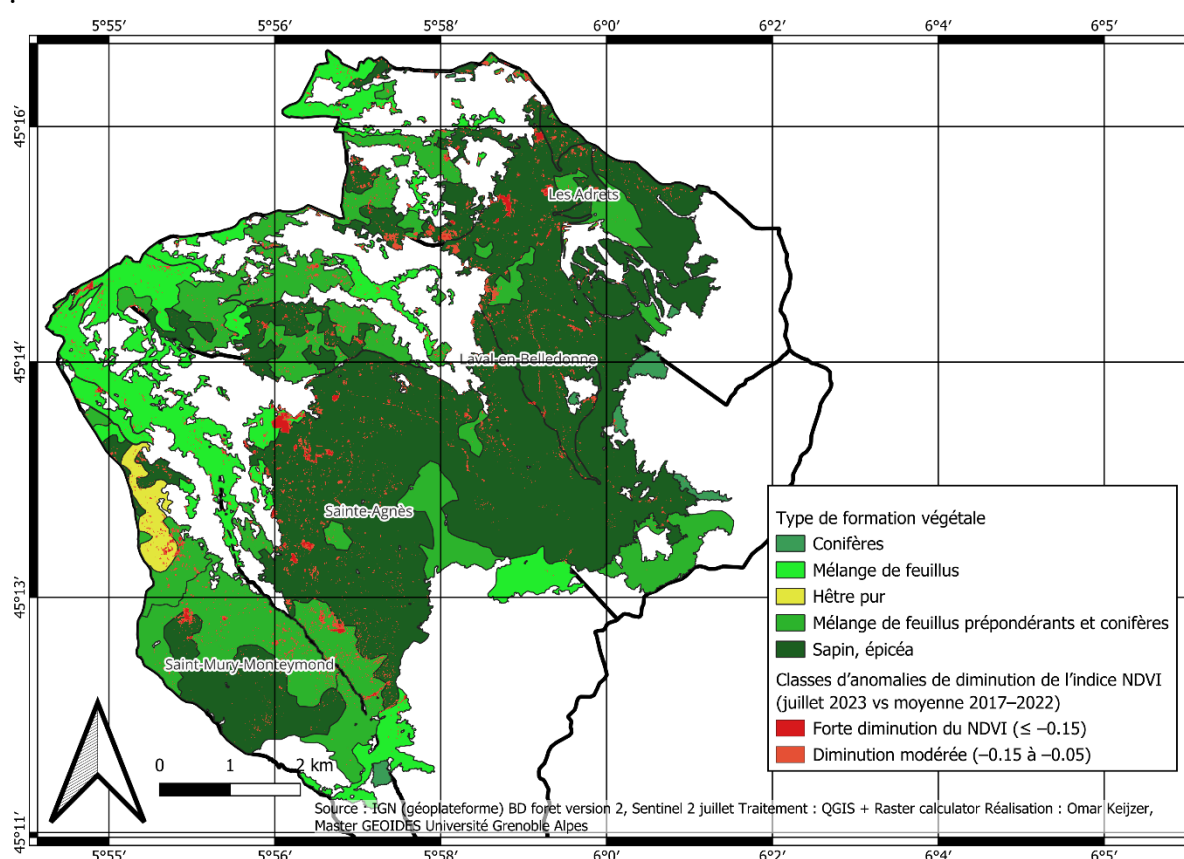 5°55′ 5°56′ 5°58′ 6°0′ 6°2′ 6°4′ 6°5′
45°16′
Les Adrets
45°14′
Laval-en-Belledonne
Sainte-Agnès
45°13′
Saint-Mury-Monteymond
45°11′
Type de formation végétale
Conifères
Mélange de feuillus
Hêtre pur
Mélange de feuillus prépondérants et conifères
Sapin, épicéa
Classes d’anomalies de diminution de l’indice NDVI
(juillet 2023 vs moyenne 2017–2022)
Forte diminution du NDVI (≤ −0.15)
Diminution modérée (−0.15 à −0.05)
0 1 2 km
Source : IGN (géoplateforme) BD foret version 2, Sentinel 2 juillet Traitement : QGIS + Raster calculator Réalisation : Omar Keijzer,
Master GEOIDES Université Grenoble Alpes
5°55′ 5°56′ 5°58′ 6°0′ 6°2′ 6°4′ 6°5′